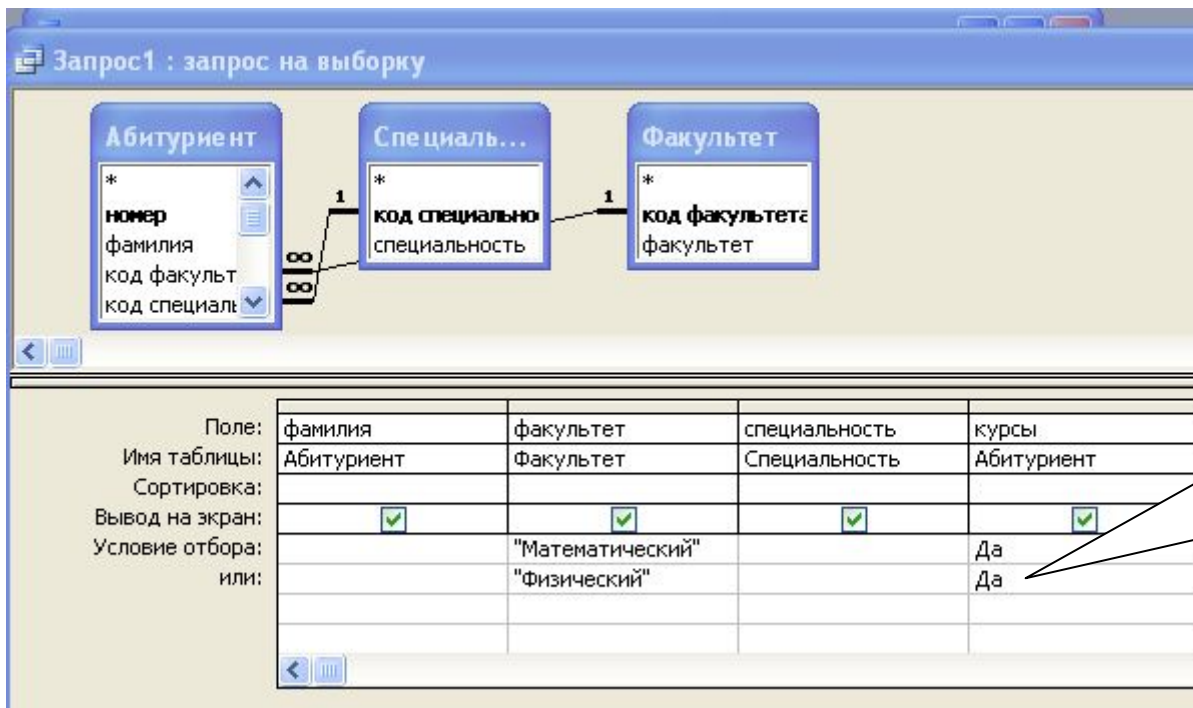 Запрос1 : запрос на выборку
Абитуриент
*
номер
фамилия
код факульт
код специаль
Специаль...
*
код специально
специальность
Факультет
*
код факультета
факультет
1
1
∞
∞
Поле: фамилия факультет специальность курсы
Имя таблицы: Абитуриент Факультет Специальность Абитуриент
Сортировка:
Вывод на экран:
Условие отбора: "Математический" Да
или: "Физический" Да